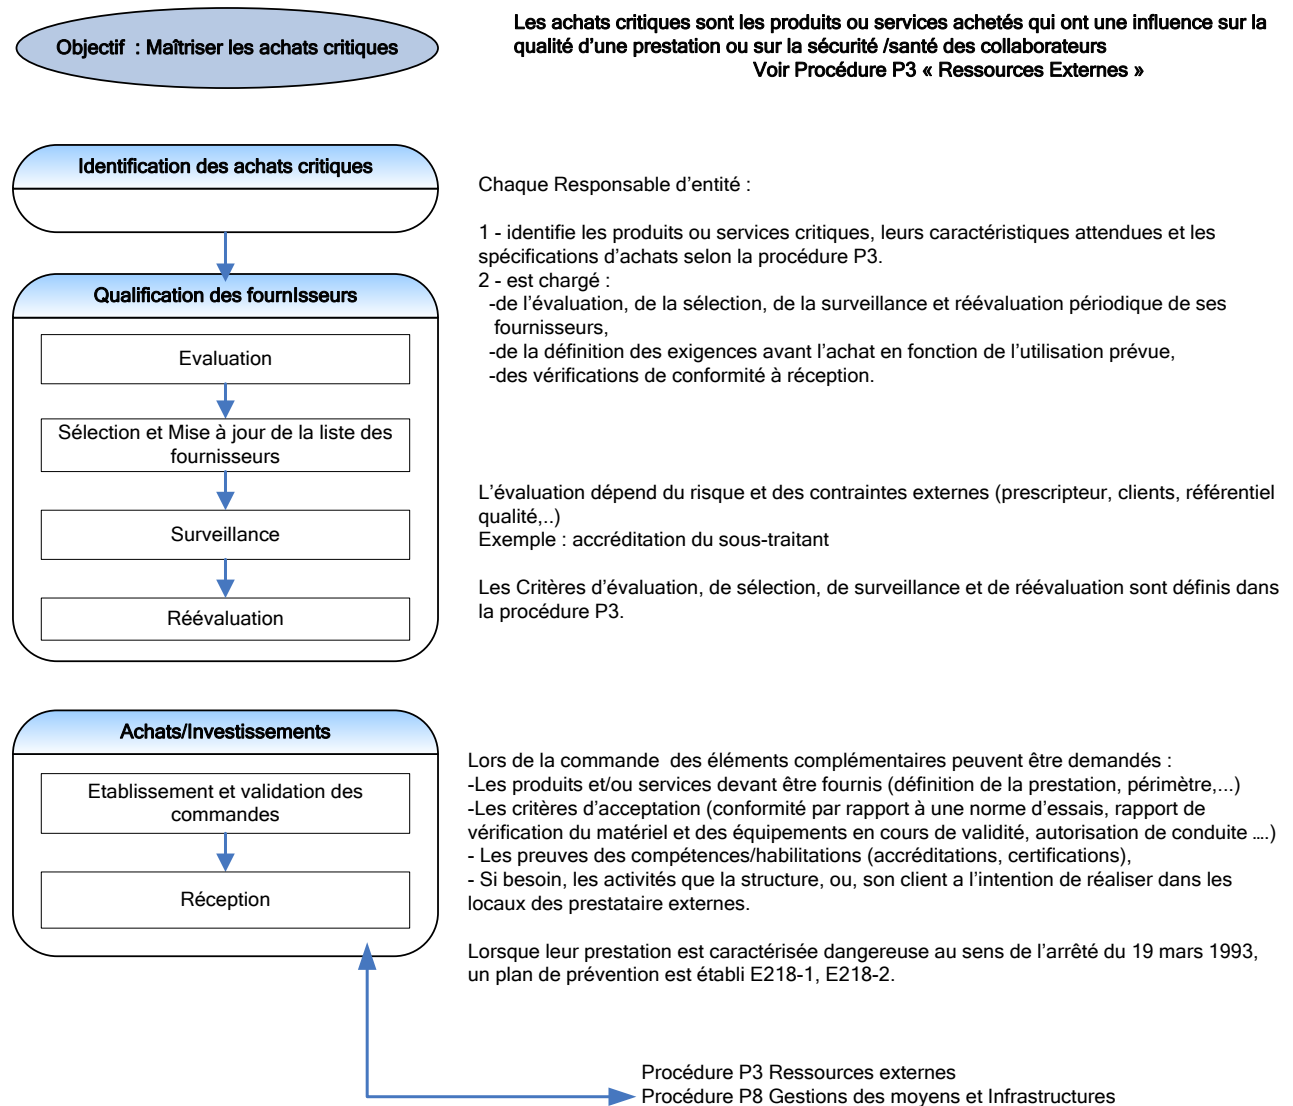 Objectif : Maîtriser les achats critiques
Les achats critiques sont les produits ou services achetés qui ont une influence sur la
qualité d'une prestation ou sur la sécurité /santé des collaborateurs
Voir Procédure P3 « Ressources Externes »
Identification des achats critiques
Chaque Responsable d'entité :
1 - identifie les produits ou services critiques, leurs caractéristiques attendues et les
spécifications d'achats selon la procédure P3.
2 - est chargé :
-de l'évaluation, de la sélection, de la surveillance et réévaluation périodique de ses
fournisseurs,
-de la définition des exigences avant l'achat en fonction de l'utilisation prévue,
-des vérifications de conformité à réception.
Qualification des fournIsseurs
Evaluation
Sélection et Mise à jour de la liste des
fournisseurs
Surveillance
Réévaluation
L'évaluation dépend du risque et des contraintes externes (prescripteur, clients, référentiel
qualité,..)
Exemple : accréditation du sous-traitant
Les Critères d'évaluation, de sélection, de surveillance et de réévaluation sont définis dans
la procédure P3.
Achats/Investissements
Etablissement et validation des
commandes
Réception
Lors de la commande  des éléments complémentaires peuvent être demandés :
-Les produits et/ou services devant être fournis (définition de la prestation, périmètre,...)
-Les critères d'acceptation (conformité par rapport à une norme d'essais, rapport de
vérification du matériel et des équipements en cours de validité, autorisation de conduite ....)
- Les preuves des compétences/habilitations (accréditations, certifications),
- Si besoin, les activités que la structure, ou, son client a l'intention de réaliser dans les
locaux des prestataire externes.
Lorsque leur prestation est caractérisée dangereuse au sens de l'arrêté du 19 mars 1993,
un plan de prévention est établi E218-1, E218-2.
Procédure P3 Ressources externes
Procédure P8 Gestions des moyens et Infrastructures